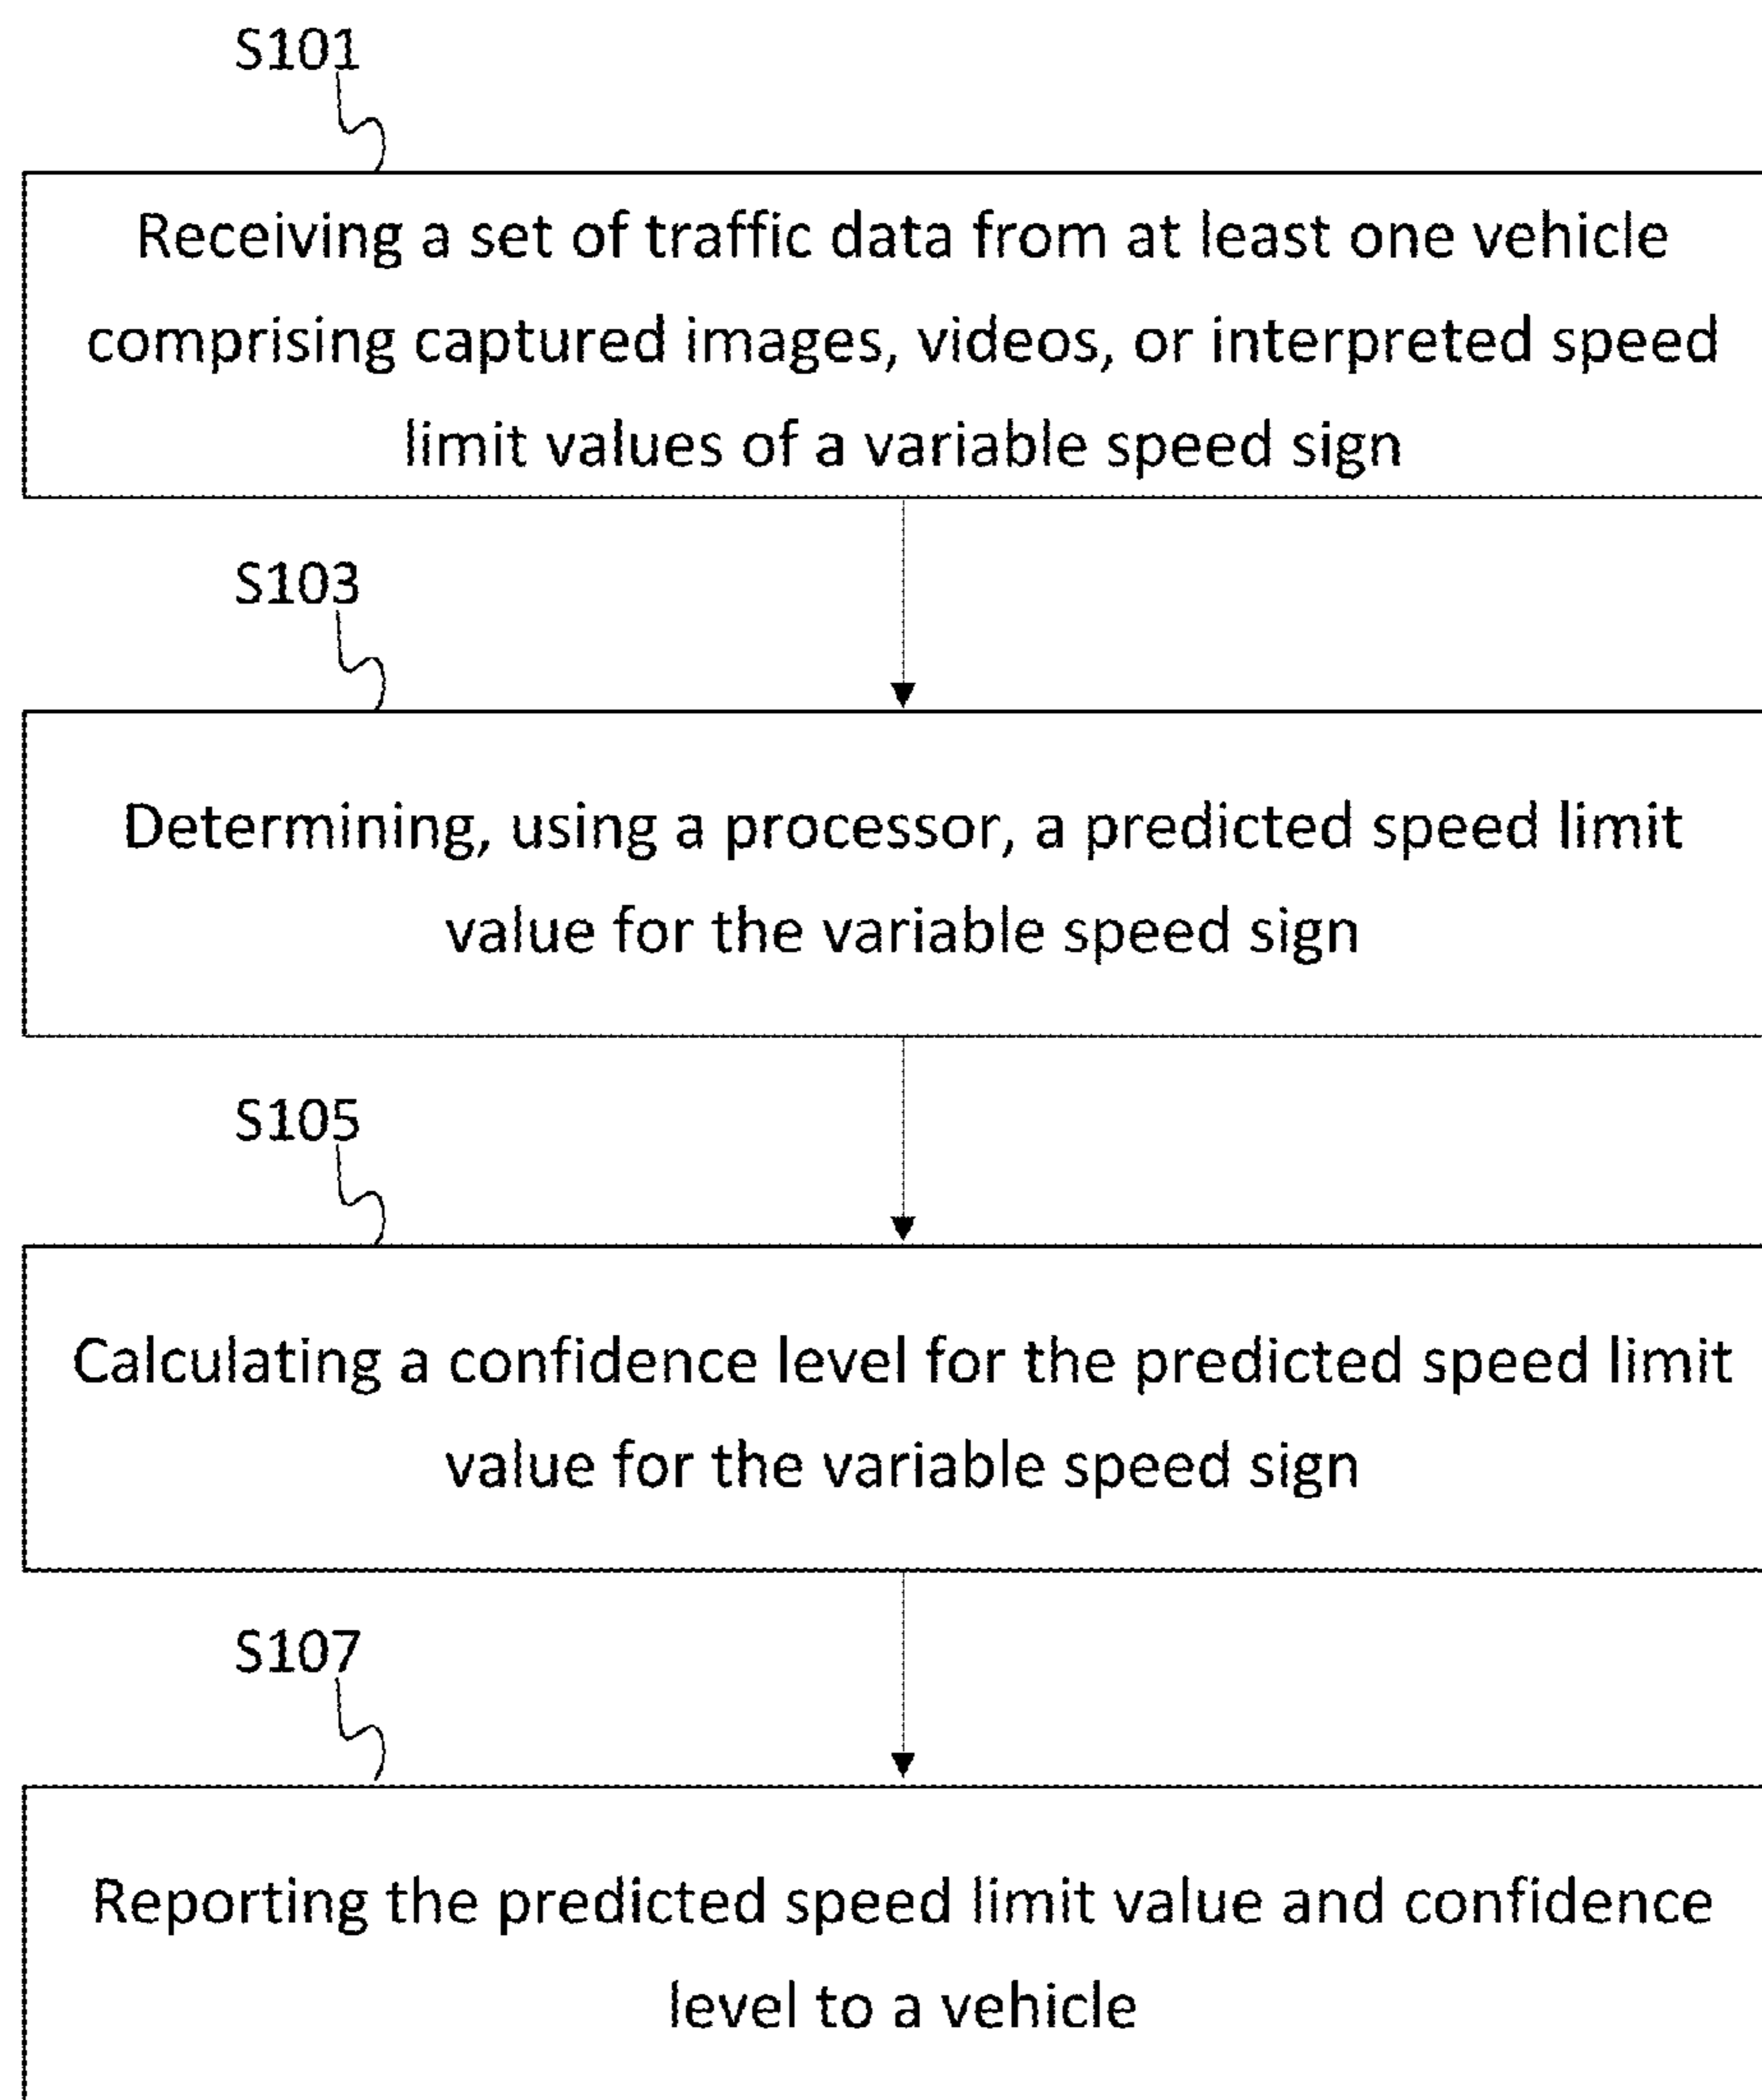 S101
Receiving a set of traffic data from at least one vehicle
comprising captured images, videos, or interpreted speed
limit values of a variable speed sign
S103
Determining, using a processor, a predicted speed limit
value for the variable speed sign
S105
Calculating a confidence level for the predicted speed limit
value for the variable speed sign
S107
Reporting the predicted speed limit value and confidence
level to a vehicle